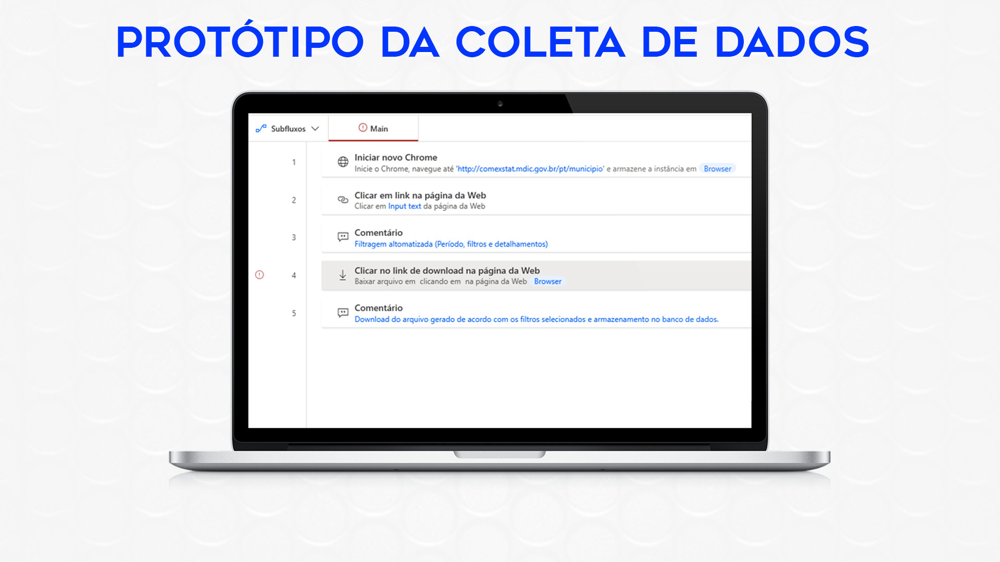 PROTÓTIPO DA COLETA DE DADOS
Subfluxos
Main
1
Iniciar novo Chrome
Inicie o Chrome, navegue até 'http://comexstat.mdic.gov.br/pt/municipio' e armazene a instância em Browser
2
Clicar em link na página da Web
Clicar em Input text da página da Web
3
Comentário
Filtragem altomatizada (Período, filtros e detalhamentos)
4
Clicar no link de download na página da Web
Baixar arquivo em clicando em na página da Web Browser
5
Comentário
Download do arquivo gerado de acordo com os filtros selecionados e armazenamento no banco de dados.